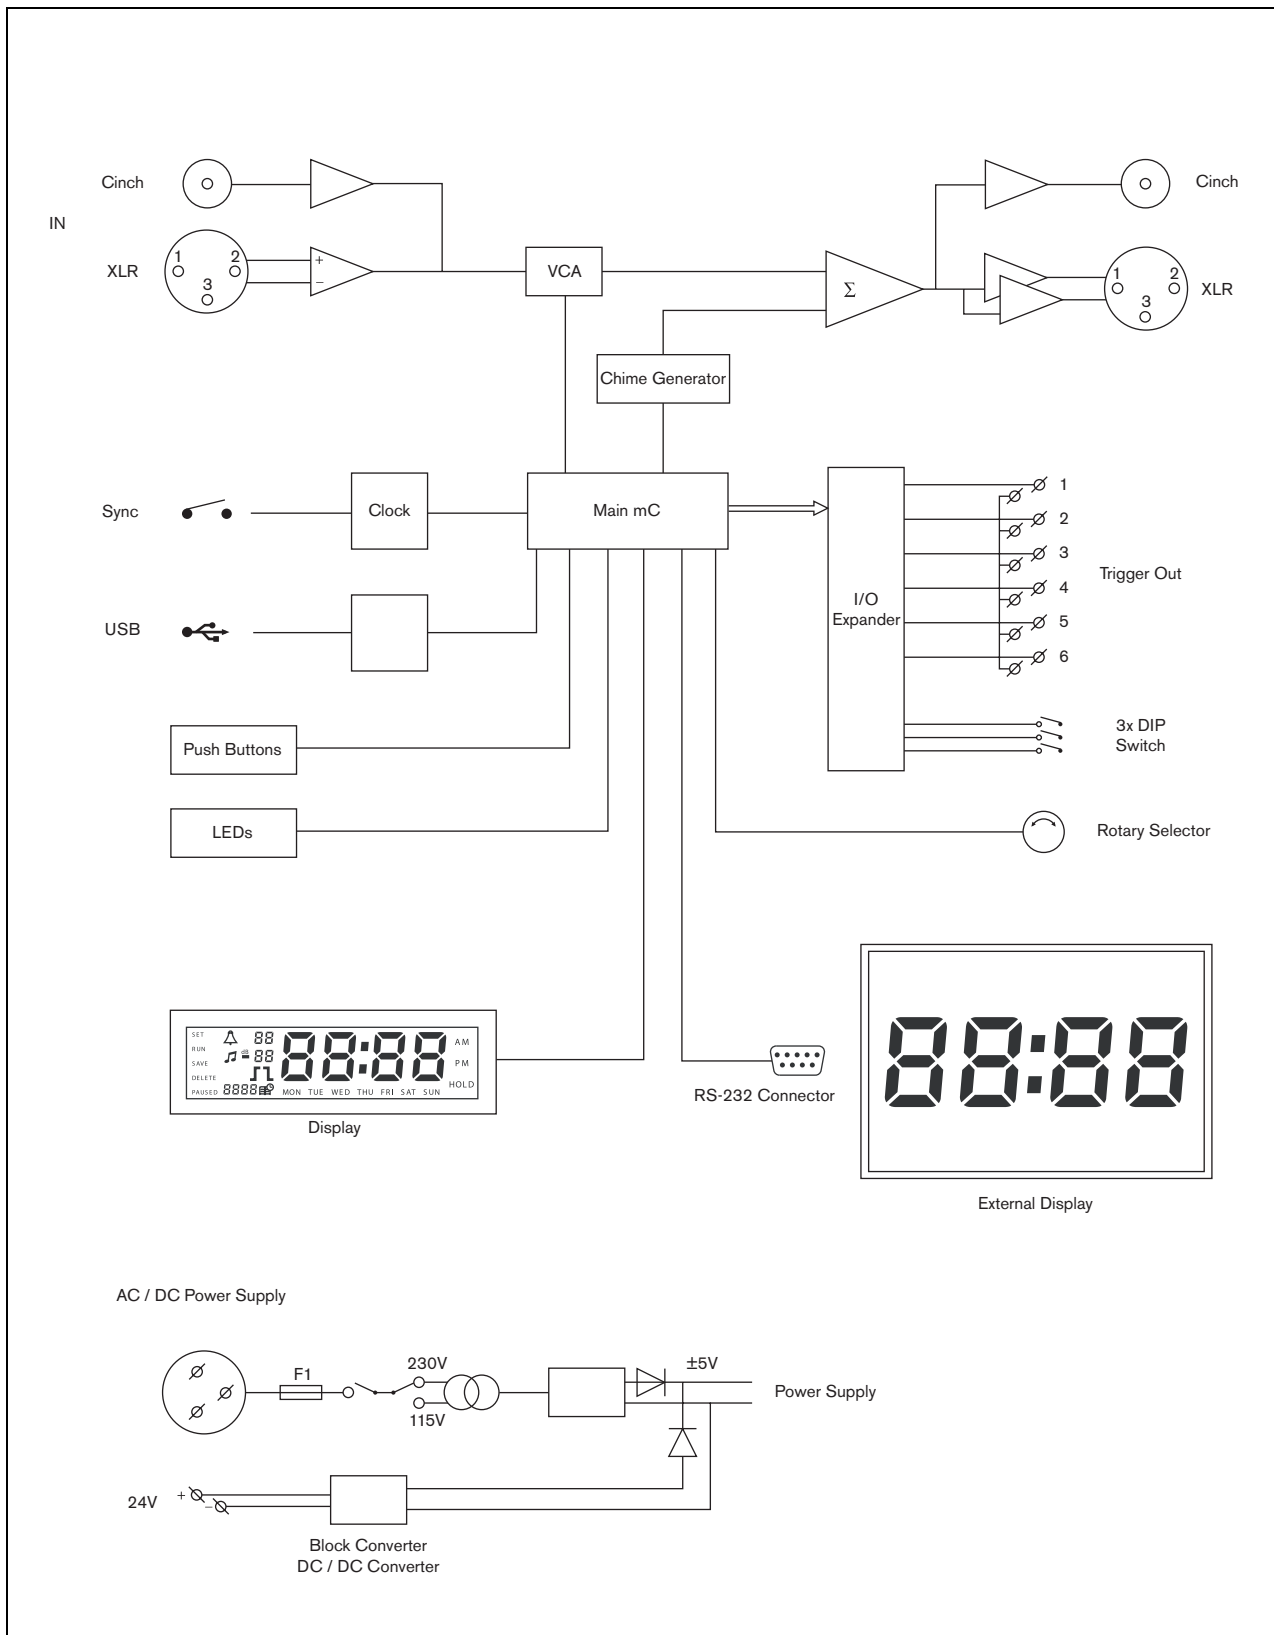 Cinch
Cinch
IN
XLR
1
2
3
+
−
VCA
Σ
1
2
3
XLR
Chime Generator
Sync
Clock
Main mC
1
2
3
4
5
6
Trigger Out
I/O
Expander
USB
3x DIP
Switch
Push Buttons
LEDs
Rotary Selector
SET
RUN
SAVE
DELETE
PAUSED
88
dB
-88
8888
88:88
AM
PM
HOLD
MON TUE WED THU FRI SAT SUN
Display
RS-232 Connector
88:88
External Display
AC / DC Power Supply
F1
230V
115V
±5V
Power Supply
24V
+
−
Block Converter
DC / DC Converter